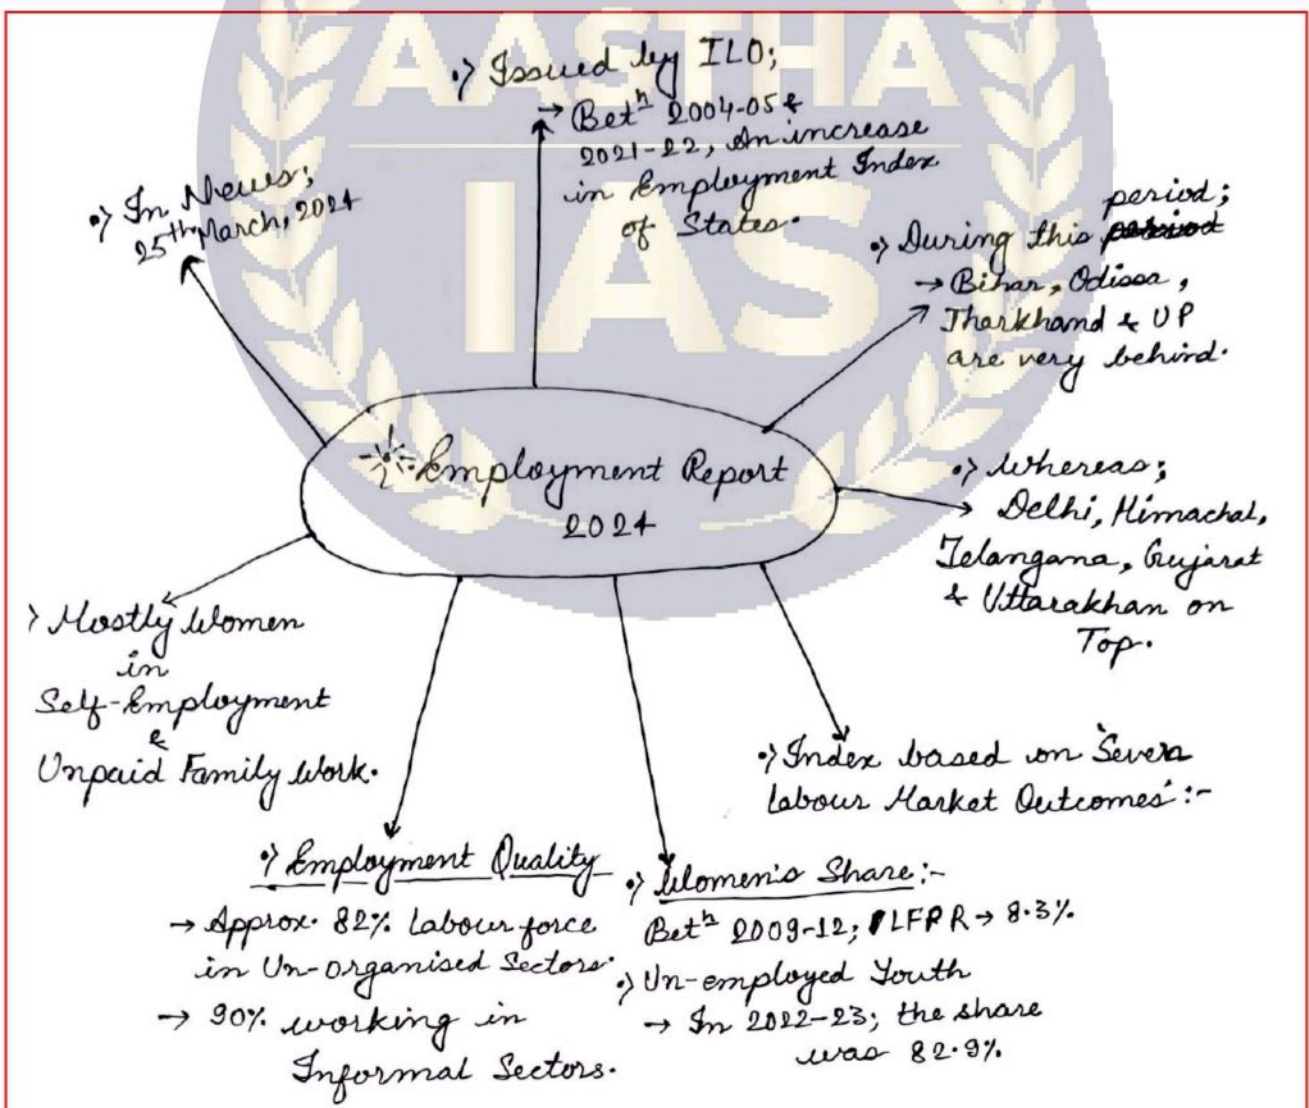 AASTHA
IAS
•) Issued by ILO;
→ Betⁿ 2004-05 &
2021-22, An increase
in Employment Index
of States.
•) In News;
25th March, 2024
period;
•) During this period
→ Bihar, Odissa,
Jharkhand & UP
are very behind.
Employment Report
2024
•) Whereas;
Delhi, Himachal,
Telangana, Gujarat
& Uttarakhan on
Top.
•) Mostly Women
in
Self-Employment
&
Unpaid Family Work.
•) Index based on 'Seven
Labour Market Outcomes' :-
•) Employment Quality
→ Approx. 82% Labour force
in Un-organised Sectors.
→ 90% working in
Informal Sectors.
•) Women's Share :-
Betⁿ 2009-12; LFPR → 8.3%
•) Un-employed Youth
→ In 2022-23; the share
was 82.9%